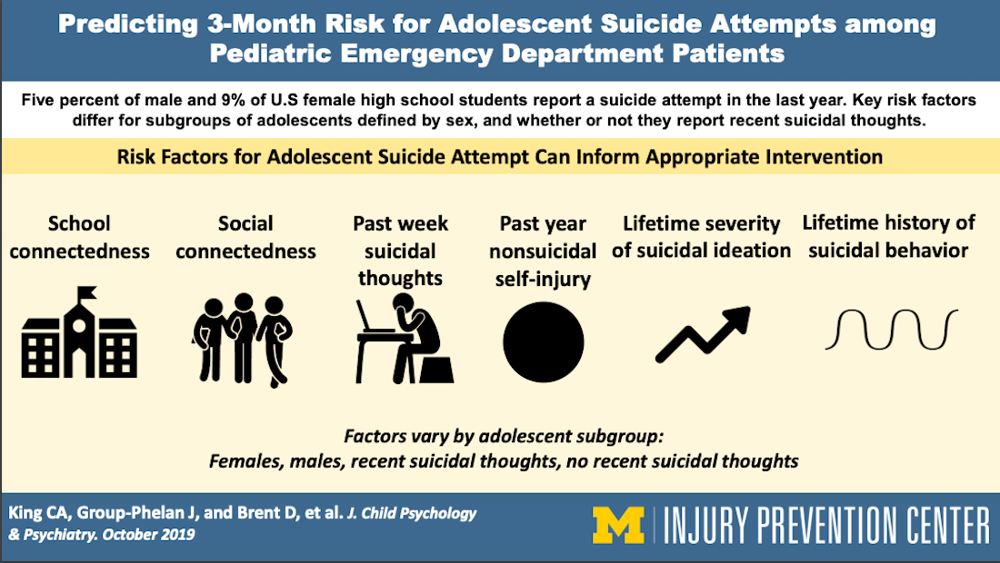 Predicting 3-Month Risk for Adolescent Suicide Attempts among
Pediatric Emergency Department Patients
Five percent of male and 9% of U.S female high school students report a suicide attempt in the last year. Key risk factors
differ for subgroups of adolescents defined by sex, and whether or not they report recent suicidal thoughts.
Risk Factors for Adolescent Suicide Attempt Can Inform Appropriate Intervention
School
connectedness
Social
connectedness
Past week
suicidal
thoughts
Past year
nonsuicidal
self-injury
Lifetime severity
of suicidal ideation
Lifetime history of
suicidal behavior
Factors vary by adolescent subgroup:
Females, males, recent suicidal thoughts, no recent suicidal thoughts
King CA, Group-Phelan J, and Brent D, et al. J. Child Psychology
& Psychiatry. October 2019
M | INJURY PREVENTION CENTER